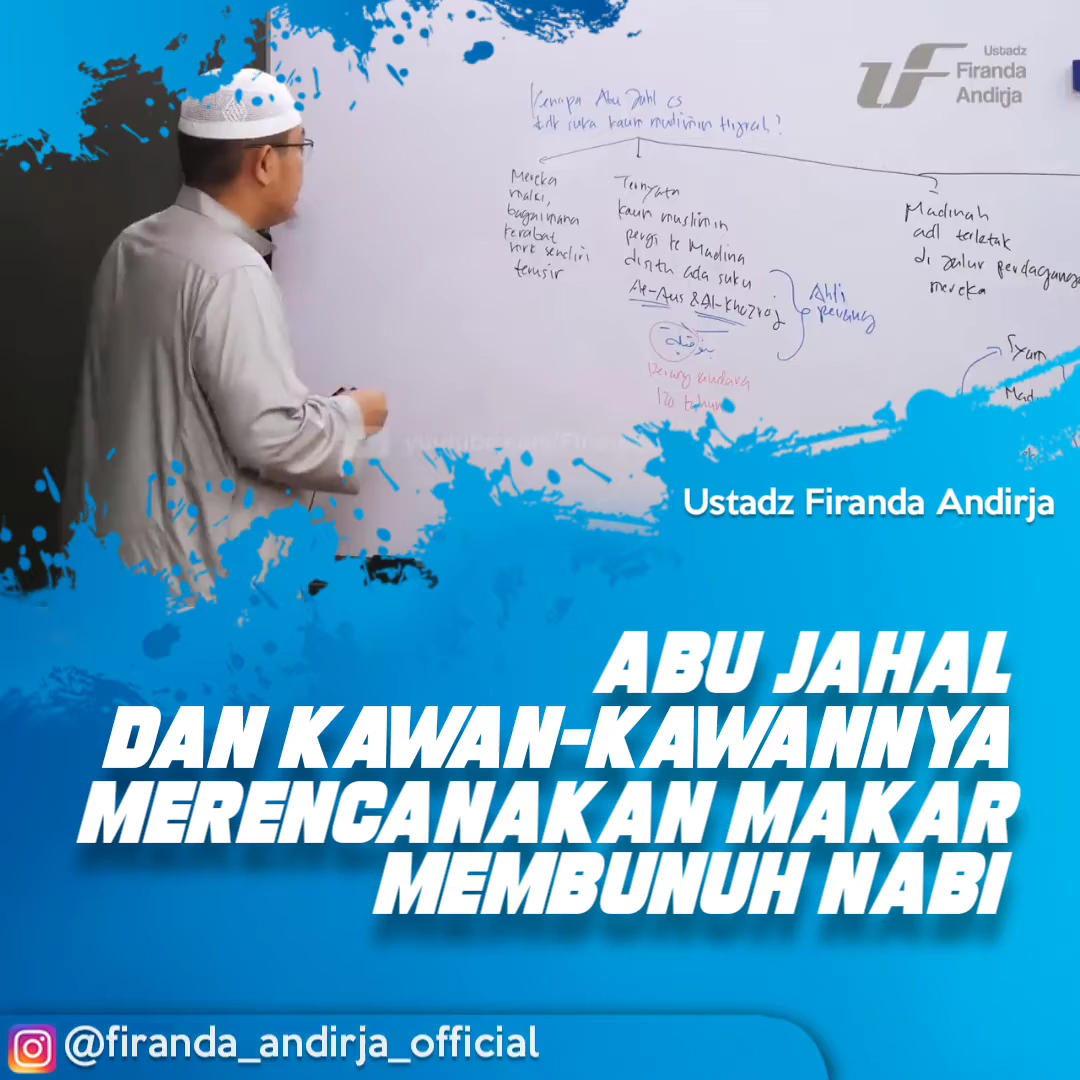 Ustadz
Firanda
Andirja
Kenapa Abu Jahl cs
tdk suka kaum muslimin Hijrah?
Mereka
malu,
bagaimana
kerabat
mrk sendiri
terusir
Ternyata
kaum muslimin
pergi ke Madina
disitu ada suku
Al-Aus & Al-Khozroj
Ahli
perang
Perang saudara
120 tahun
Madinah
adl terletak
di jalur perdagangan
mereka
Syam
Mad
Ustadz Firanda Andirja
ABU JAHAL
DAN KAWAN-KAWANNYA
MERENCANAKAN MAKAR
MEMBUNUH NABI
@firanda_andirja_official